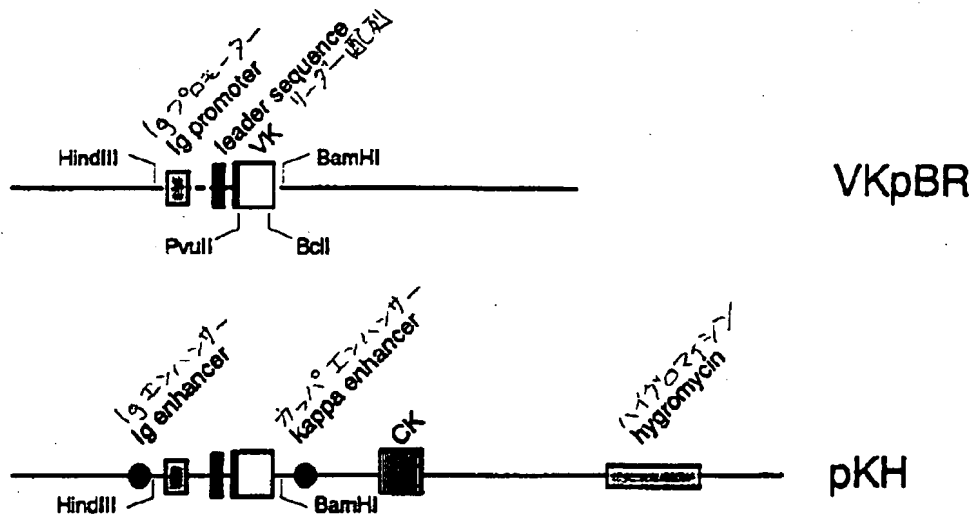 Igプロモーター
Ig promoter
leader sequence
リーダー配列
VK
HindIII
BamHI
VKpBR
PvuII
BclI
Igエンハンサー
Ig enhancer
カッパエンハンサー
kappa enhancer
CK
ハイグロマイシン
hygromycin
HindIII
BamHI
pKH